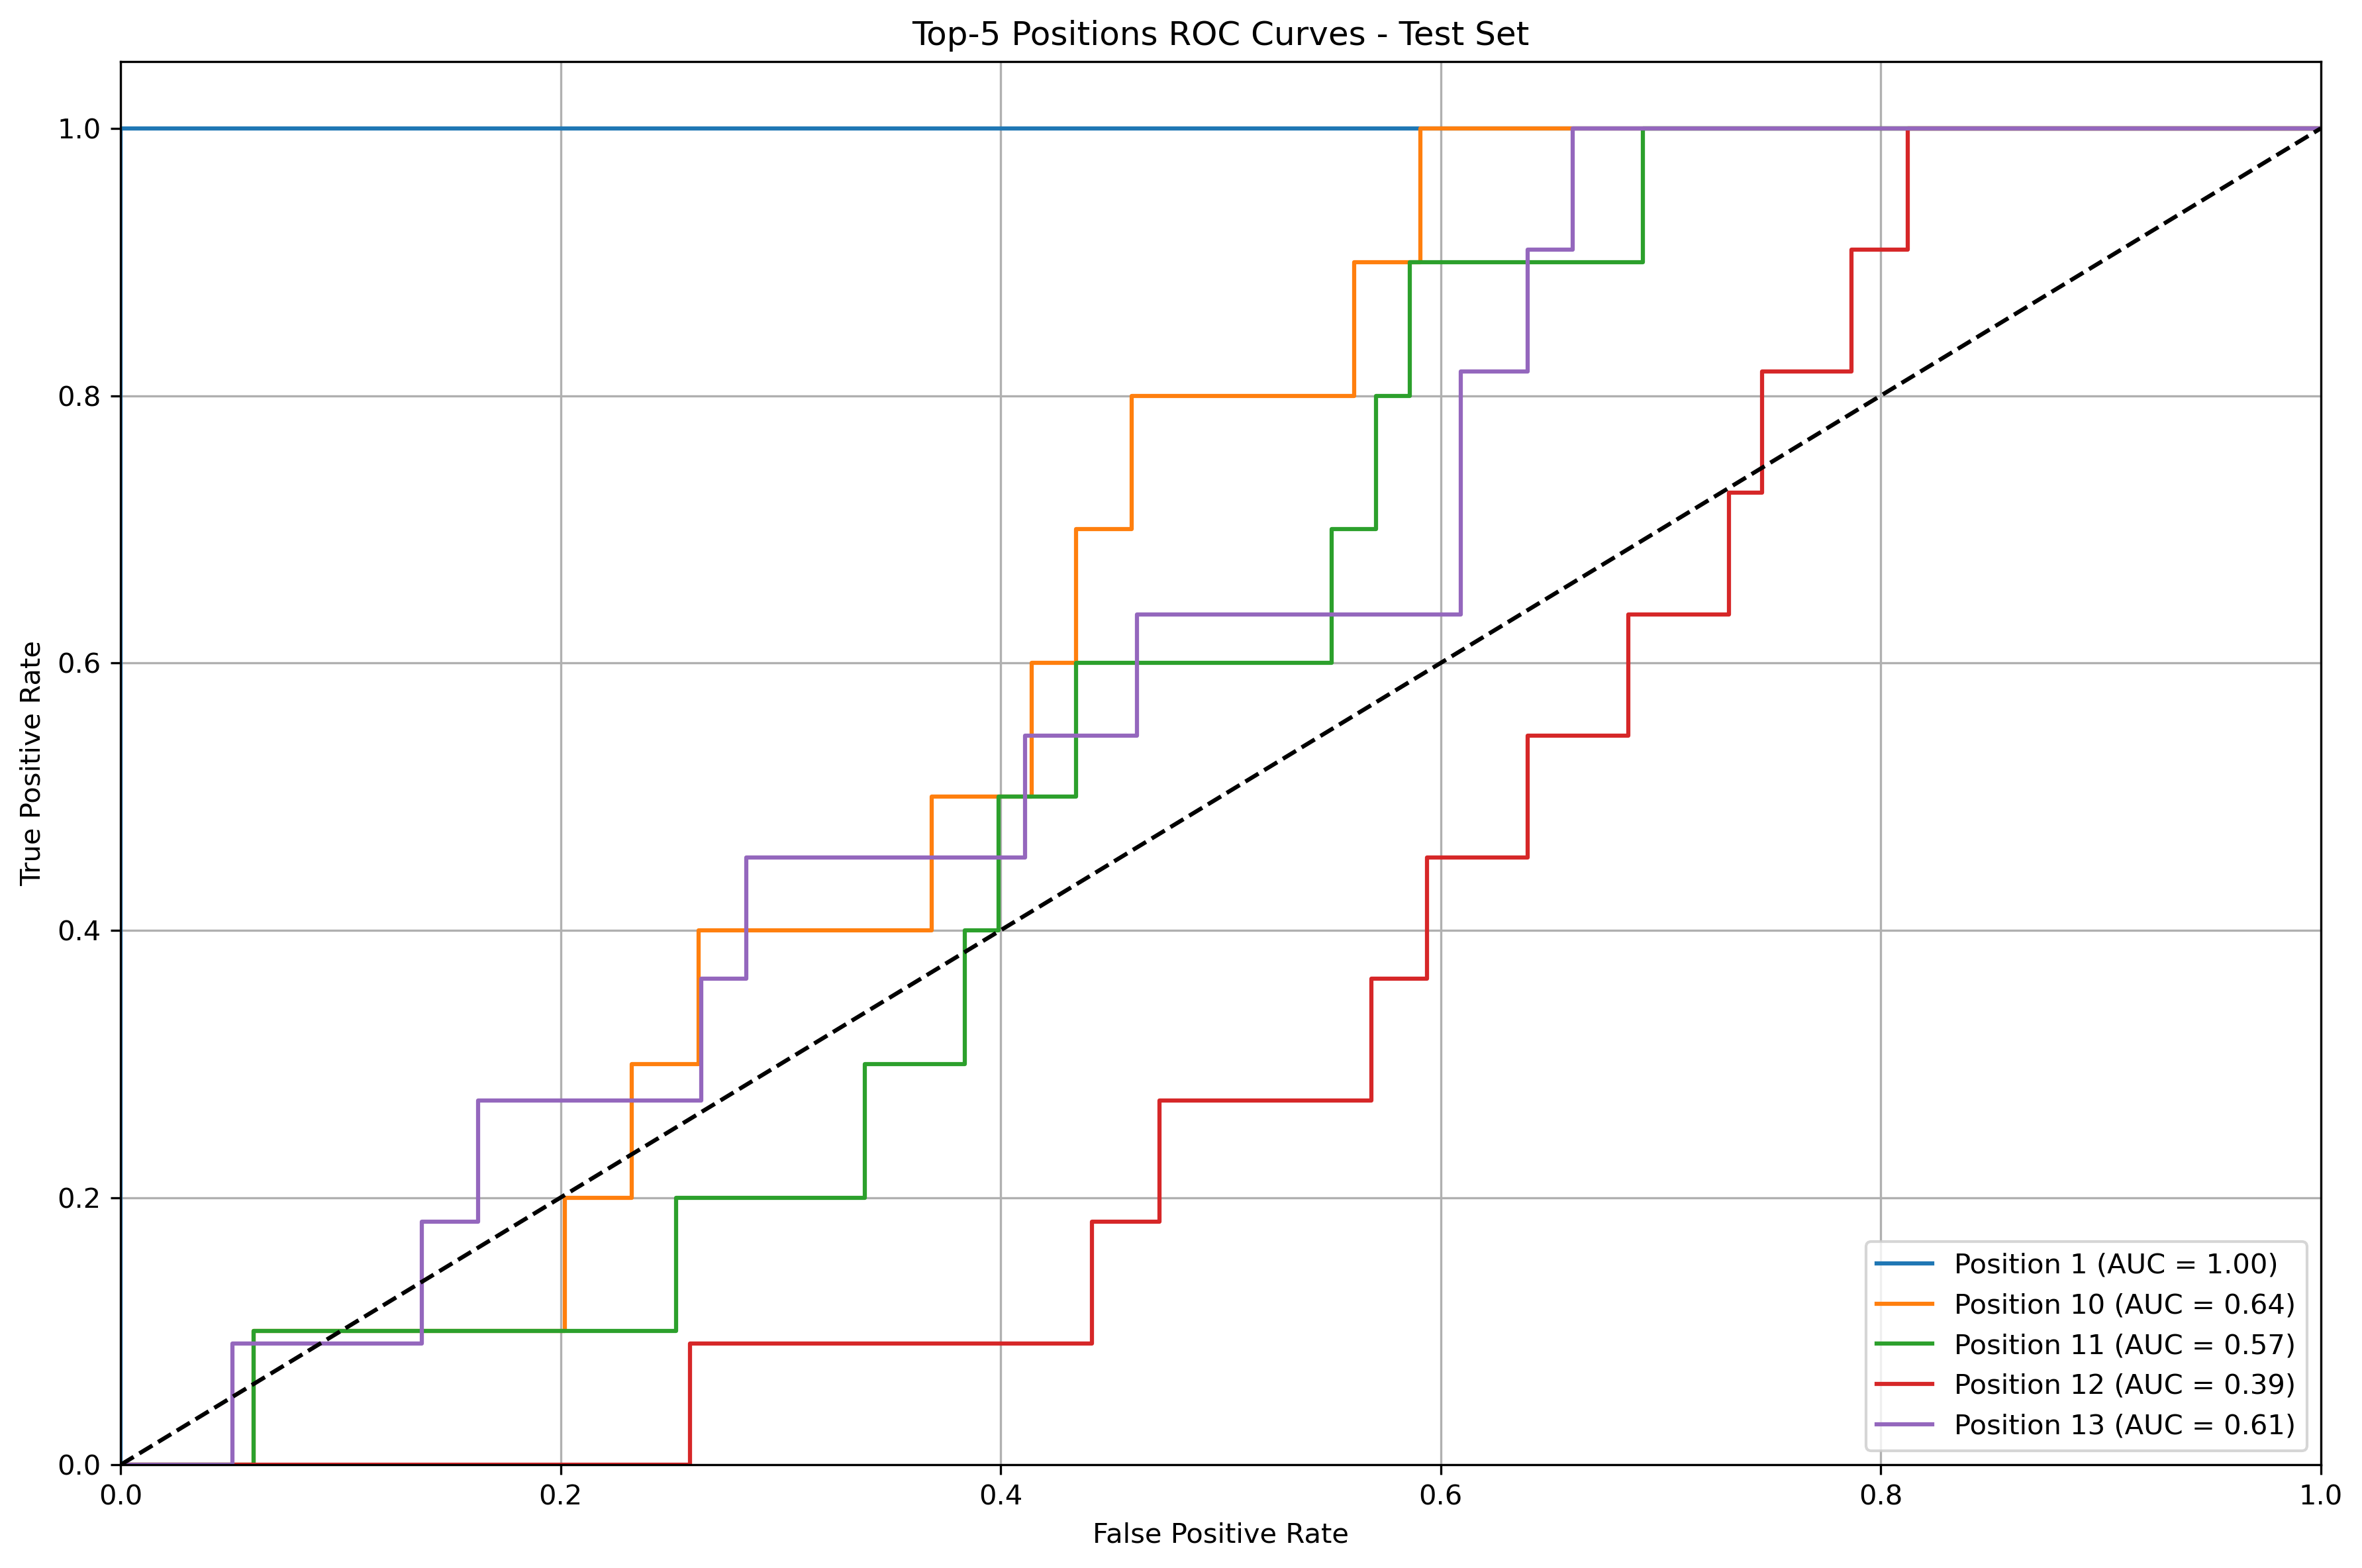 Top-5 Positions ROC Curves - Test Set
True Positive Rate
1.0
0.8
0.6
0.4
0.2
0.0
0.0 0.2 0.4 0.6 0.8 1.0
False Positive Rate
Position 1 (AUC = 1.00)
Position 10 (AUC = 0.64)
Position 11 (AUC = 0.57)
Position 12 (AUC = 0.39)
Position 13 (AUC = 0.61)